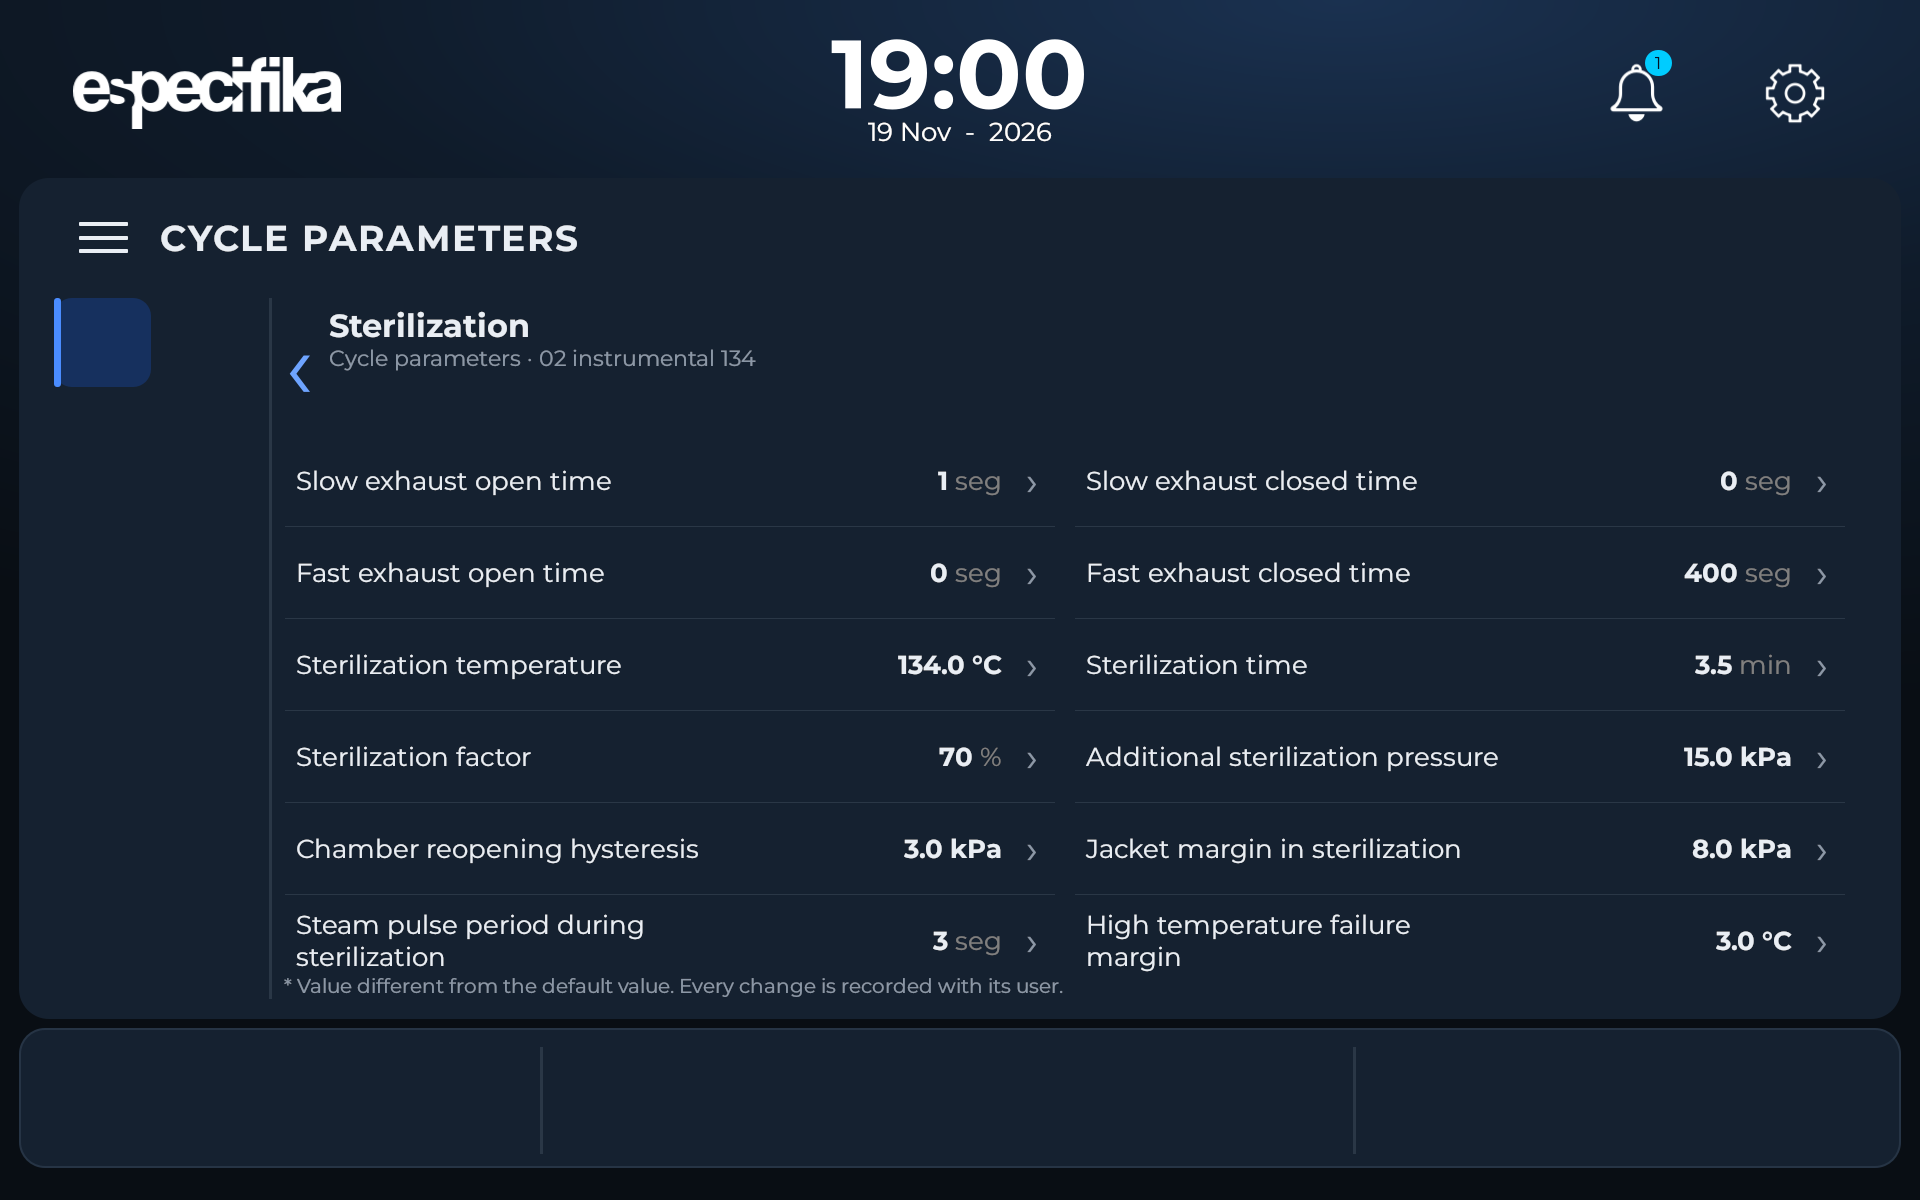 especifika
19:00
19 Nov - 2026
1
CYCLE PARAMETERS
Sterilization
Cycle parameters · 02 instrumental 134
Slow exhaust open time 1 seg ›
Slow exhaust closed time 0 seg ›
Fast exhaust open time 0 seg ›
Fast exhaust closed time 400 seg ›
Sterilization temperature 134.0 °C ›
Sterilization time 3.5 min ›
Sterilization factor 70 % ›
Additional sterilization pressure 15.0 kPa ›
Chamber reopening hysteresis 3.0 kPa ›
Jacket margin in sterilization 8.0 kPa ›
Steam pulse period during
sterilization 3 seg ›
High temperature failure
margin 3.0 °C ›
* Value different from the default value. Every change is recorded with its user.